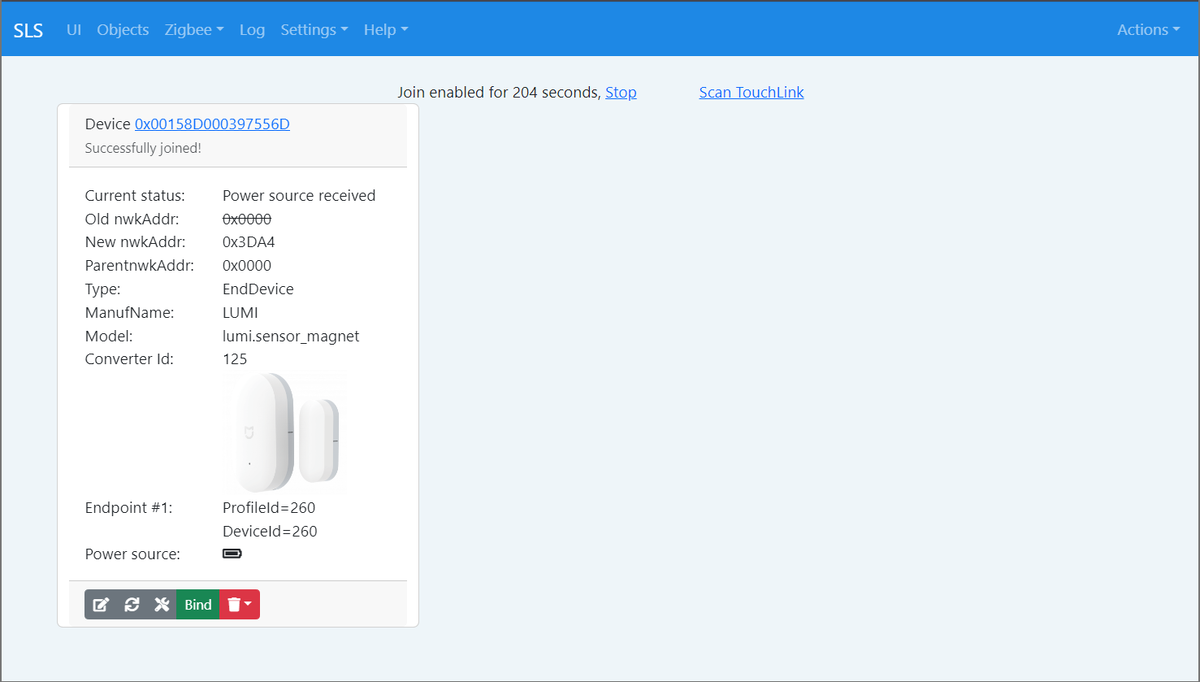 SLS UI Objects Zigbee Log Settings Help Actions
Join enabled for 204 seconds, Stop Scan TouchLink
Device 0x00158D000397556D
Successfully joined!
Current status: Power source received
Old nwkAddr: 0x0000
New nwkAddr: 0x3DA4
ParentnwkAddr: 0x0000
Type: EndDevice
ManufName: LUMI
Model: lumi.sensor_magnet
Converter Id: 125
Endpoint #1: ProfileId=260
DeviceId=260
Power source:
Bind